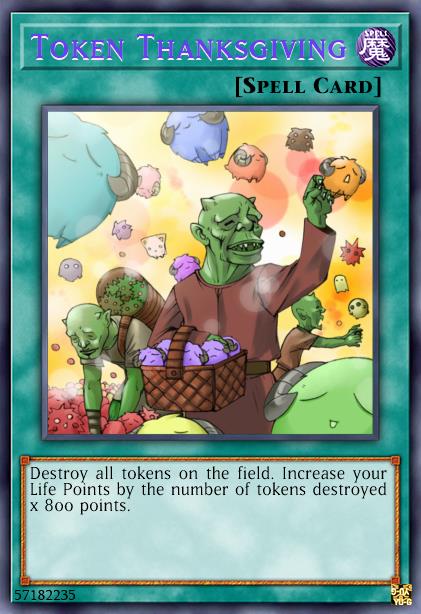 Token Thanksgiving
SPELL
魔
[Spell Card]
Destroy all tokens on the field. Increase your
Life Points by the number of tokens destroyed
x 800 points.
57182235